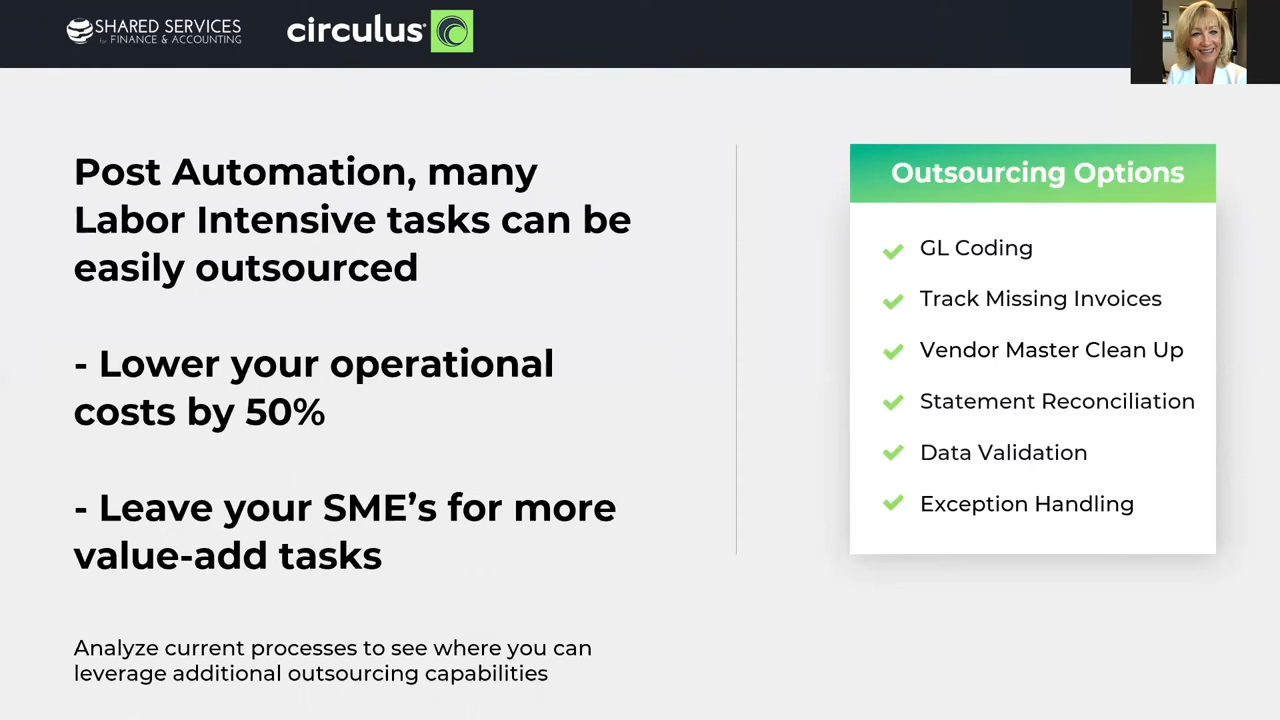 SHARED SERVICES
for FINANCE & ACCOUNTING
circulus®
Post Automation, many
Labor Intensive tasks can be
easily outsourced
- Lower your operational
costs by 50%
- Leave your SME’s for more
value-add tasks
Analyze current processes to see where you can
leverage additional outsourcing capabilities
Outsourcing Options
GL Coding
Track Missing Invoices
Vendor Master Clean Up
Statement Reconciliation
Data Validation
Exception Handling